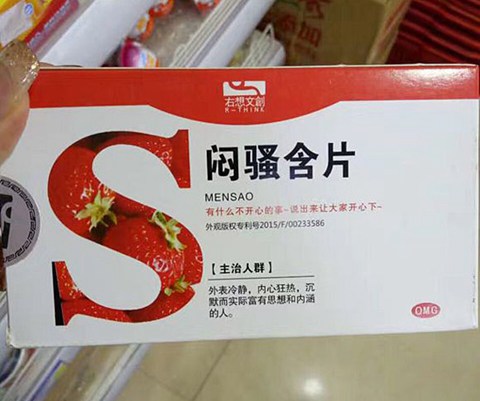 右想文創
R-THINK
S
闷骚含片
MENSAO
有什么不开心的事~说出来让大家开心下~
外观版权专利号2015/F/00233586
【主治人群】
外表冷静，内心狂热，沉
默而实际富有思想和内涵
的人。
OMG